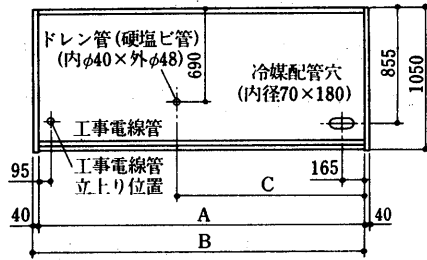 ドレン管(硬塩ビ管)
(内φ40×外φ48)
690
冷媒配管穴
(内径70×180)
855
1050
工事電線管
95
工事電線管
立上り位置
165
C
40
A
40
B